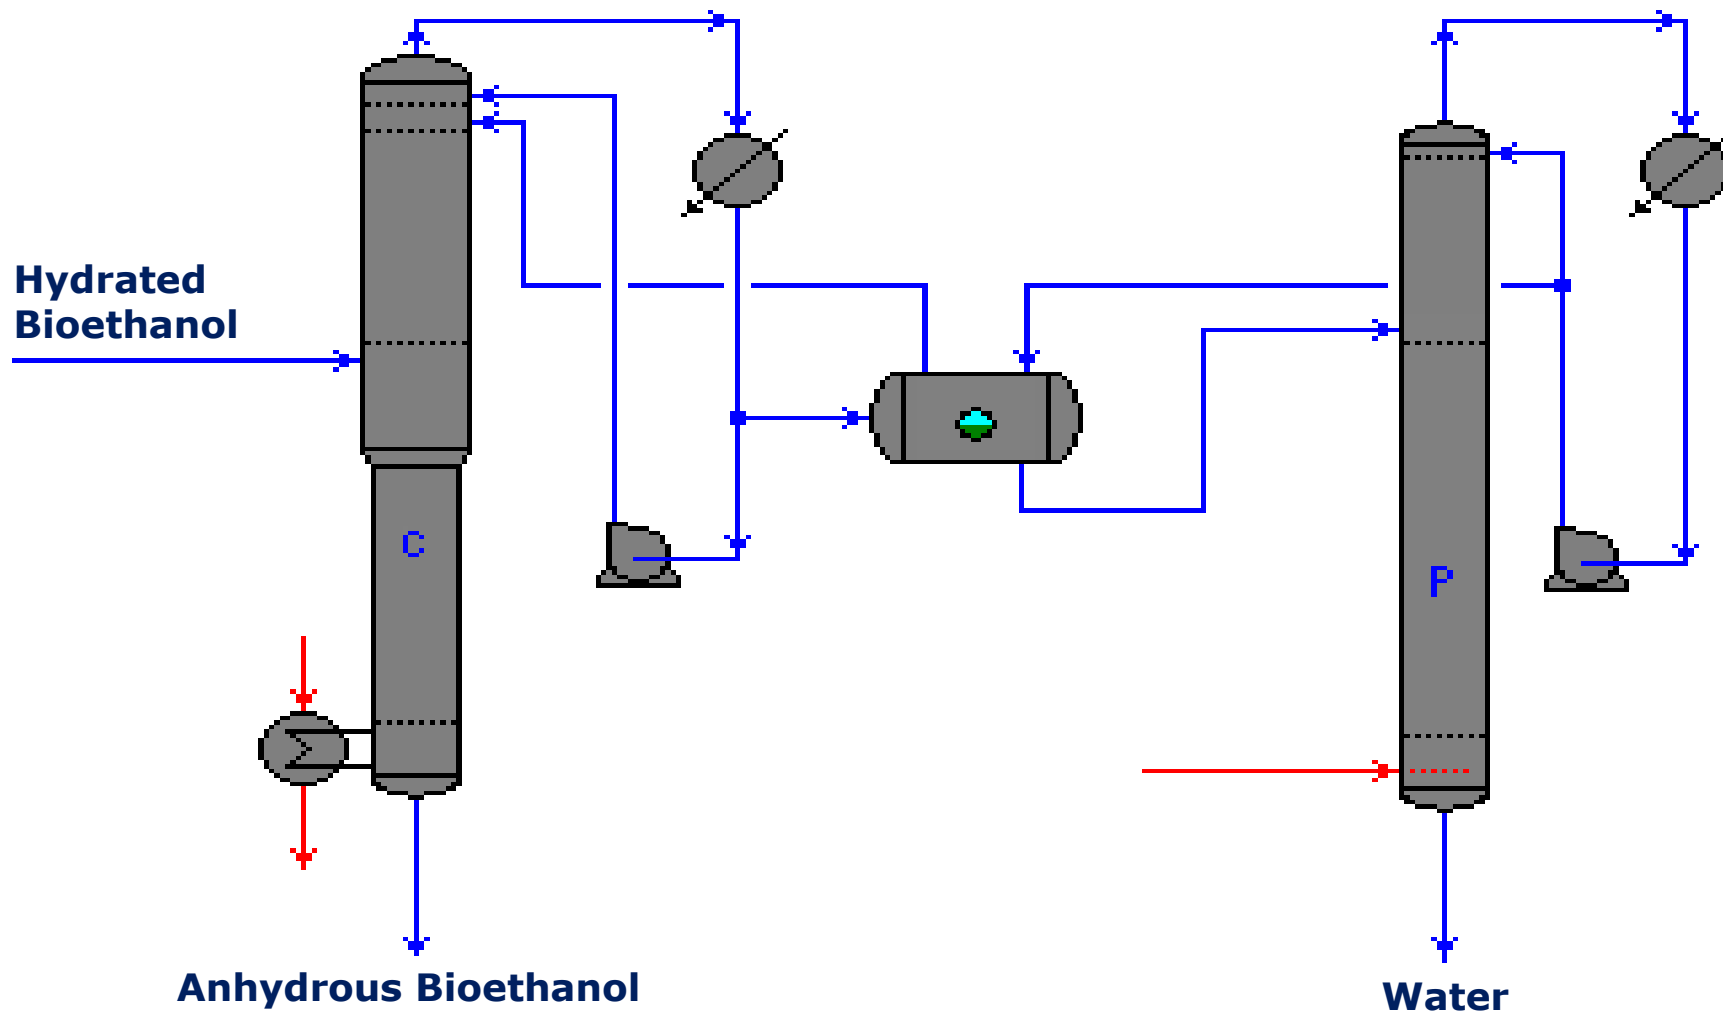 Hydrated
Bioethanol
C
P
Anhydrous Bioethanol
Water